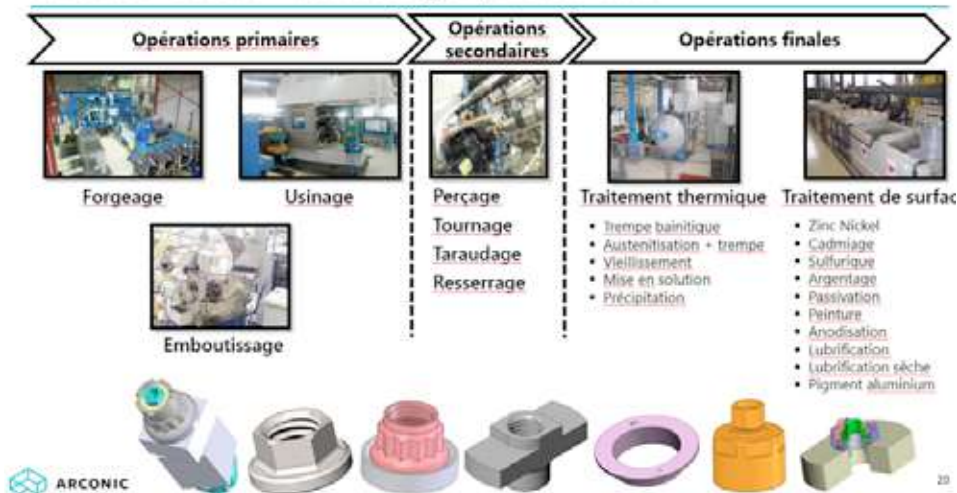 Opérations primaires
Opérations
secondaires
Opérations finales
Forgeage
Usinage
Emboutissage
Perçage
Tournage
Taraudage
Resserrage
Traitement thermique
• Trempe bainitique
• Austenitisation + trempe
• Vieillissement
• Mise en solution
• Précipitation
Traitement de surfac
• Zinc Nickel
• Cadmiage
• Sulfurique
• Argentage
• Passivation
• Peinture
• Anodisation
• Lubrification
• Lubrification sèche
• Pigment aluminium
ARCONIC
20